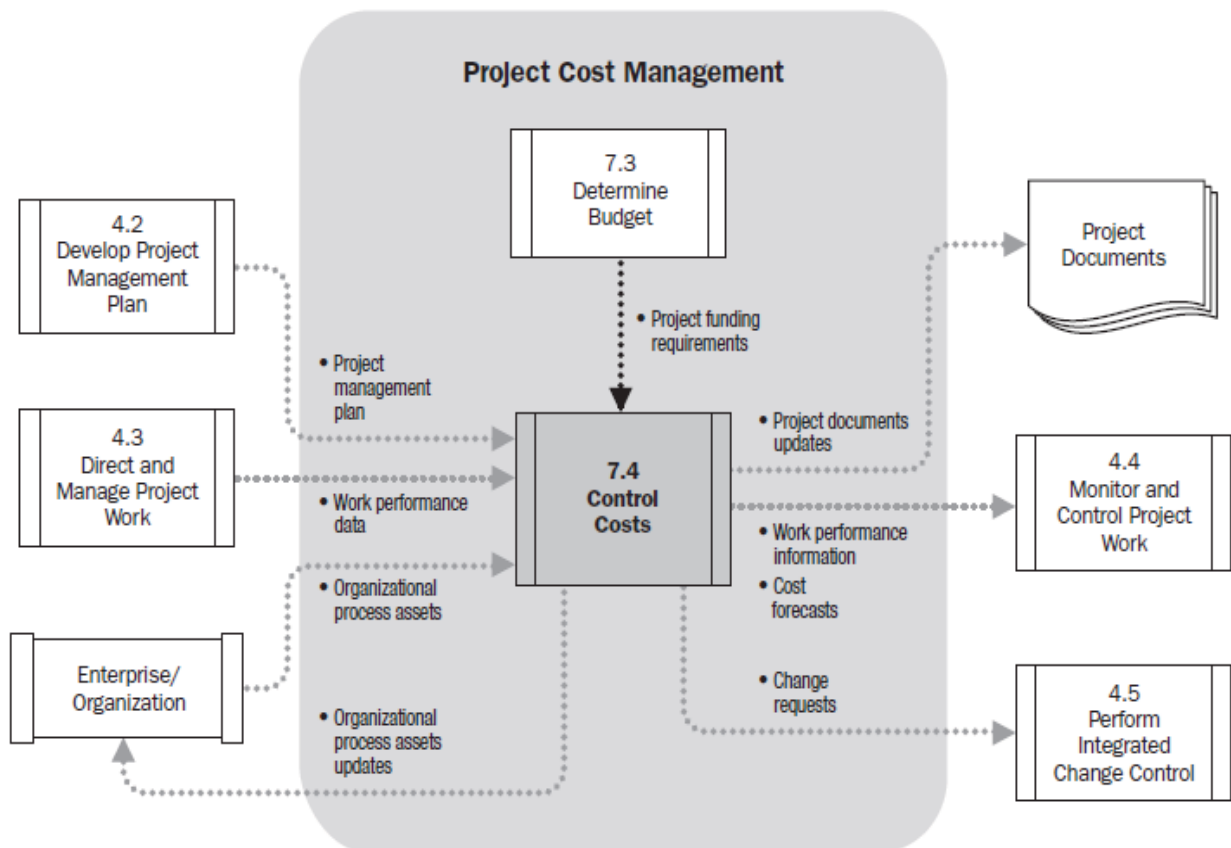 Project Cost Management
7.3
Determine
Budget
4.2
Develop Project
Management
Plan
Project
Documents
• Project funding
requirements
• Project
management
plan
4.3
Direct and
Manage Project
Work
7.4
Control
Costs
• Project documents
updates
4.4
Monitor and
Control Project
Work
• Work performance
data
• Work performance
information
• Cost
forecasts
• Organizational
process assets
Enterprise/
Organization
• Change
requests
4.5
Perform
Integrated
Change Control
• Organizational
process assets
updates